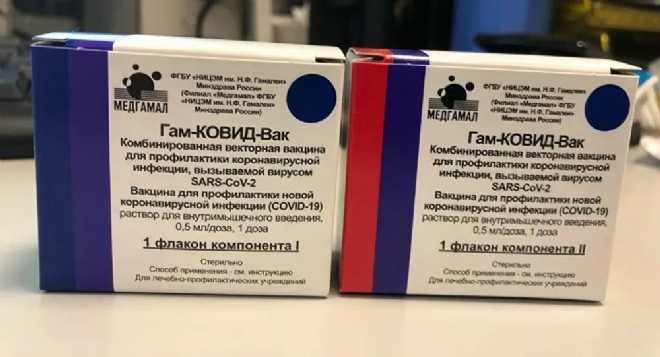 МЕДГАМАЛ
ФГБУ «НИЦЭМ им. Н.Ф. Гамалеи»
Минздрава России
(Филиал «Медгамал» ФГБУ
«НИЦЭМ им. Н.Ф. Гамалеи»
Минздрава России)
Гам-КОВИД-Вак
Комбинированная векторная вакцина
для профилактики коронавирусной
инфекции, вызываемой вирусом
SARS-CoV-2
Вакцина для профилактики новой
коронавирусной инфекции (COVID-19)
раствор для внутримышечного введения,
0,5 мл/доза, 1 доза
1 флакон компонента I
Стерильно
Способ применения - см. инструкцию
Для лечебно-профилактических учреждений
МЕДГАМАЛ
ФГБУ «НИЦЭМ им. Н.Ф. Гамалеи»
Минздрава России
(Филиал «Медгамал» ФГБУ
«НИЦЭМ им. Н.Ф. Гамалеи»
Минздрава России)
Гам-КОВИД-Вак
Комбинированная векторная вакцина
для профилактики коронавирусной
инфекции, вызываемой вирусом
SARS-CoV-2
Вакцина для профилактики новой
коронавирусной инфекции (COVID-19)
раствор для внутримышечного введения,
0,5 мл/доза, 1 доза
1 флакон компонента II
Стерильно
Способ применения - см. инструкцию
Для лечебно-профилактических учреждений